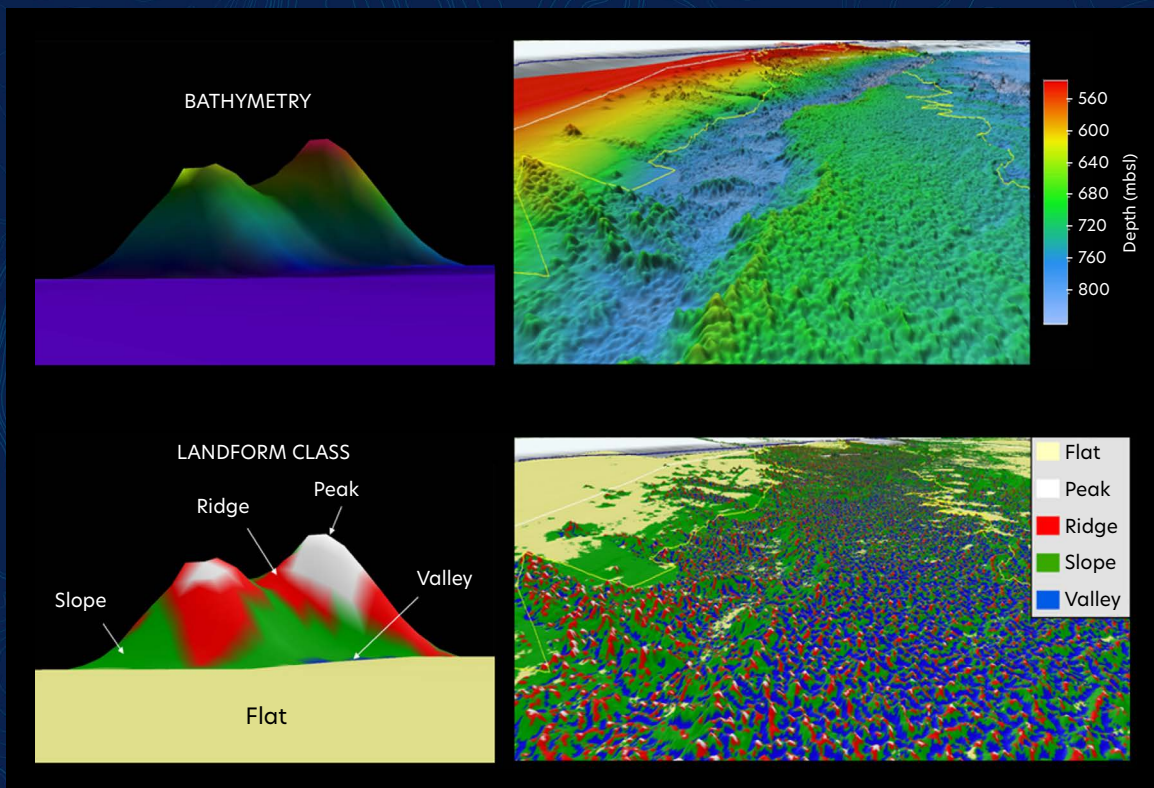 BATHYMETRY
560
600
640
680
720
760
800
Depth (mbsl)
LANDFORM CLASS
Peak
Ridge
Valley
Slope
Flat
Flat
Peak
Ridge
Slope
Valley